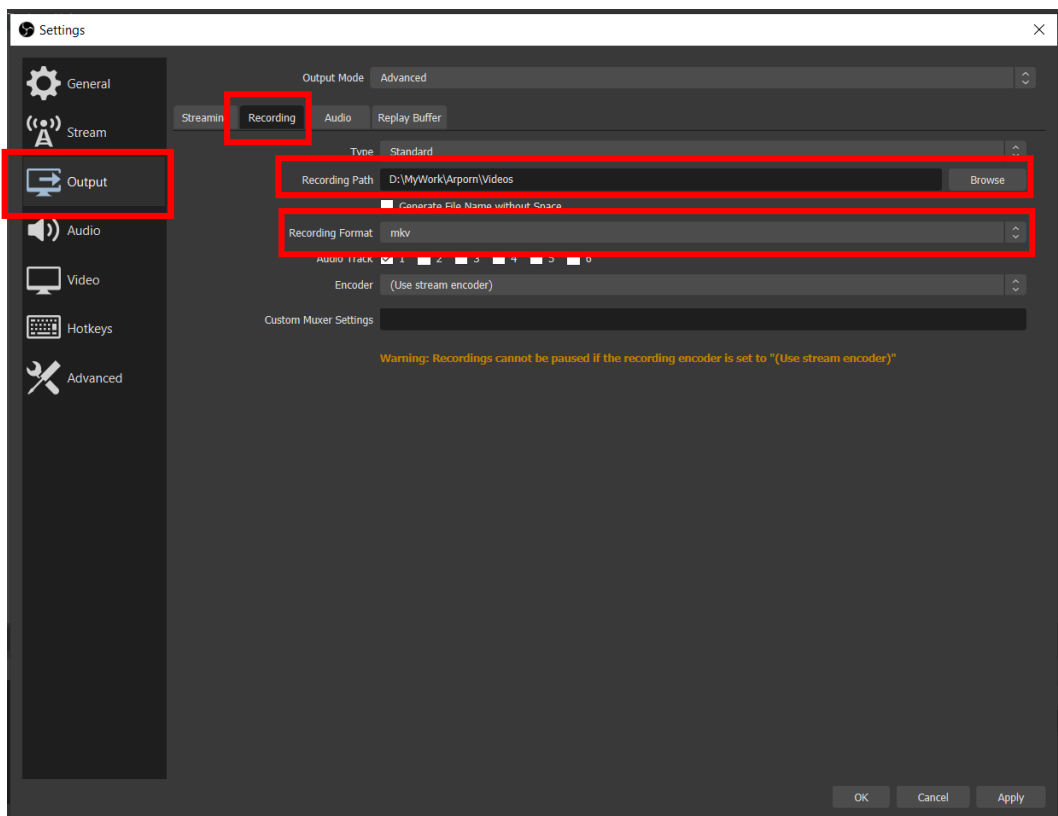 Settings
General
Stream
Output
Audio
Video
Hotkeys
Advanced
Output Mode Advanced
Streaming Recording Audio Replay Buffer
Type Standard
Recording Path D:\MyWork\Arporn\Videos Browse
Generate File Name without Space
Recording Format mkv
Audio Track 1 2 3 4 5 6
Encoder (Use stream encoder)
Custom Muxer Settings
Warning: Recordings cannot be paused if the recording encoder is set to "(Use stream encoder)"
OK Cancel Apply